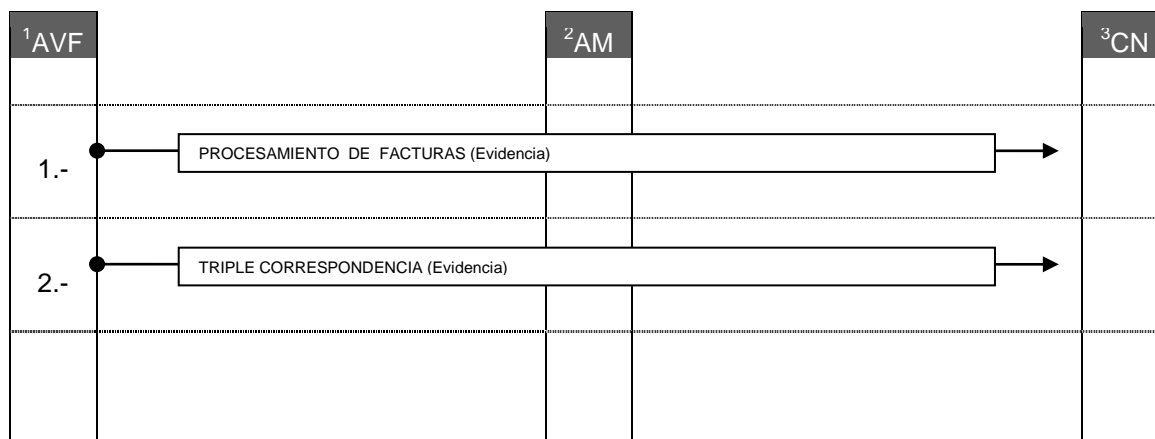 ¹AVF
²AM
³CN
1.-
PROCESAMIENTO DE FACTURAS (Evidencia)
2.-
TRIPLE CORRESPONDENCIA (Evidencia)